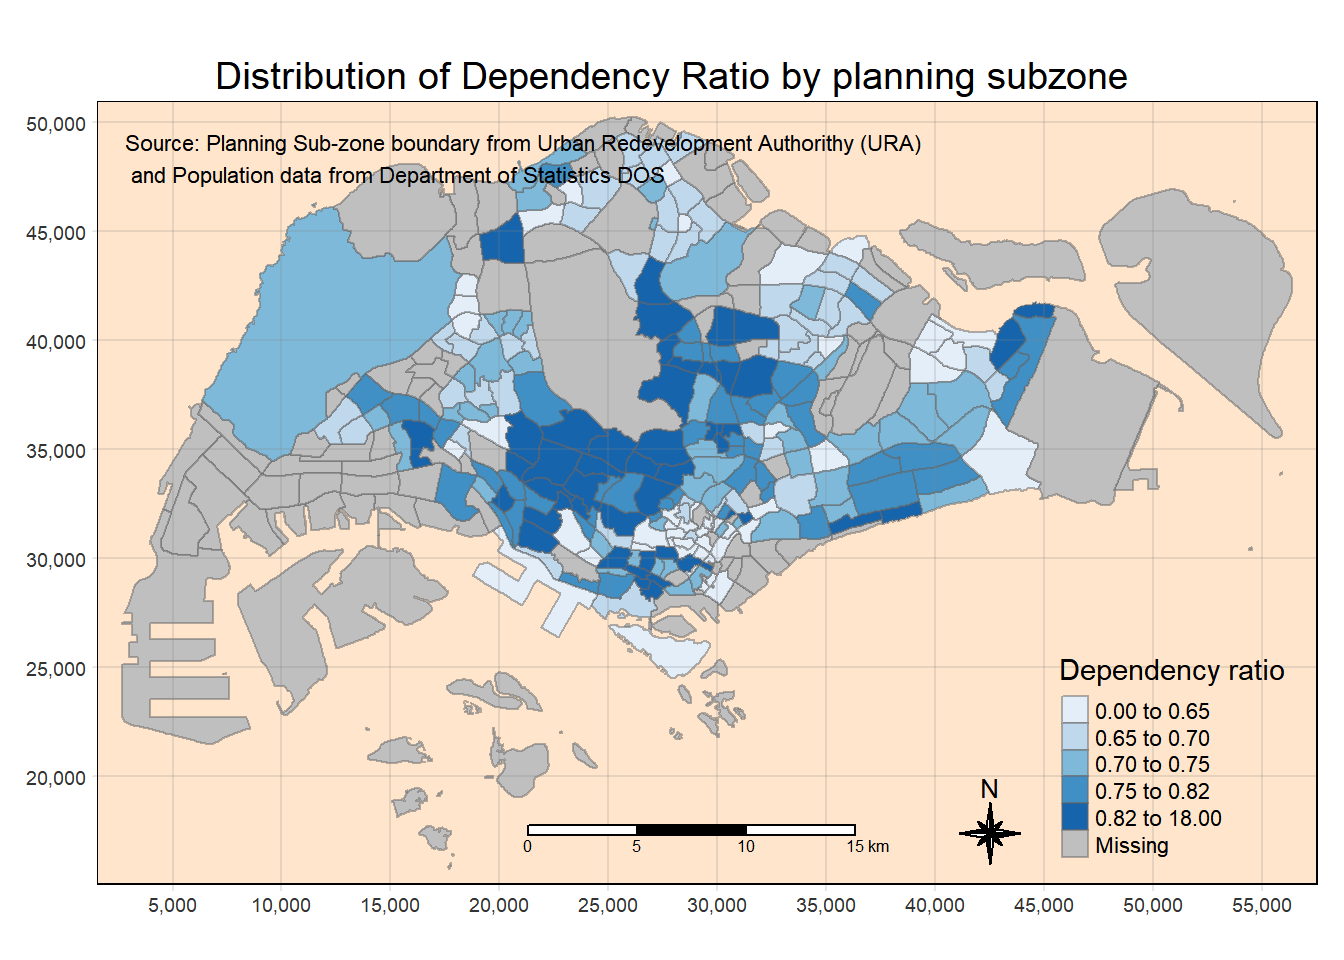 Distribution of Dependency Ratio by planning subzone
50,000
Source: Planning Sub-zone boundary from Urban Redevelopment Authorithy (URA)
and Population data from Department of Statistics DOS
45,000
40,000
35,000
30,000
25,000
20,000
Dependency ratio
0.00 to 0.65
0.65 to 0.70
0.70 to 0.75
0.75 to 0.82
0.82 to 18.00
Missing
N
0 5 10 15 km
5,000 10,000 15,000 20,000 25,000 30,000 35,000 40,000 45,000 50,000 55,000